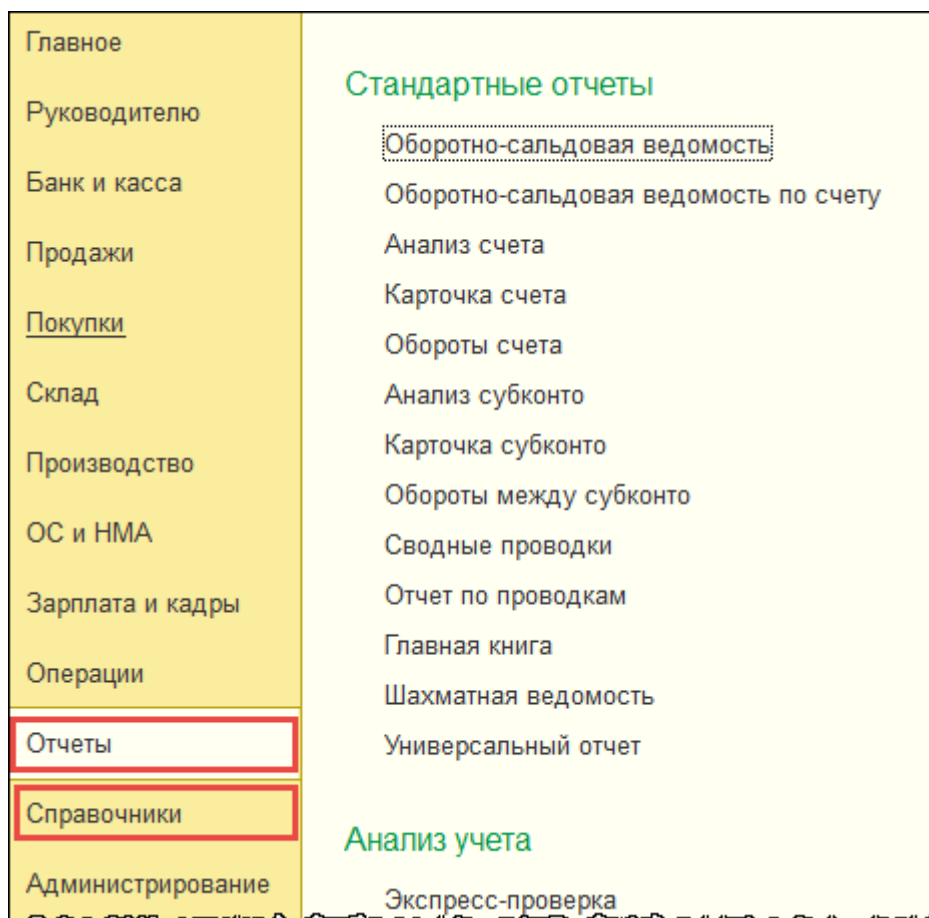 Главное
Руководителю
Банк и касса
Продажи
Покупки
Склад
Производство
ОС и НМА
Зарплата и кадры
Операции
Отчеты
Справочники
Администрирование
Стандартные отчеты
Оборотно-сальдовая ведомость
Оборотно-сальдовая ведомость по счету
Анализ счета
Карточка счета
Обороты счета
Анализ субконто
Карточка субконто
Обороты между субконто
Сводные проводки
Отчет по проводкам
Главная книга
Шахматная ведомость
Универсальный отчет
Анализ учета
Экспресс-проверка